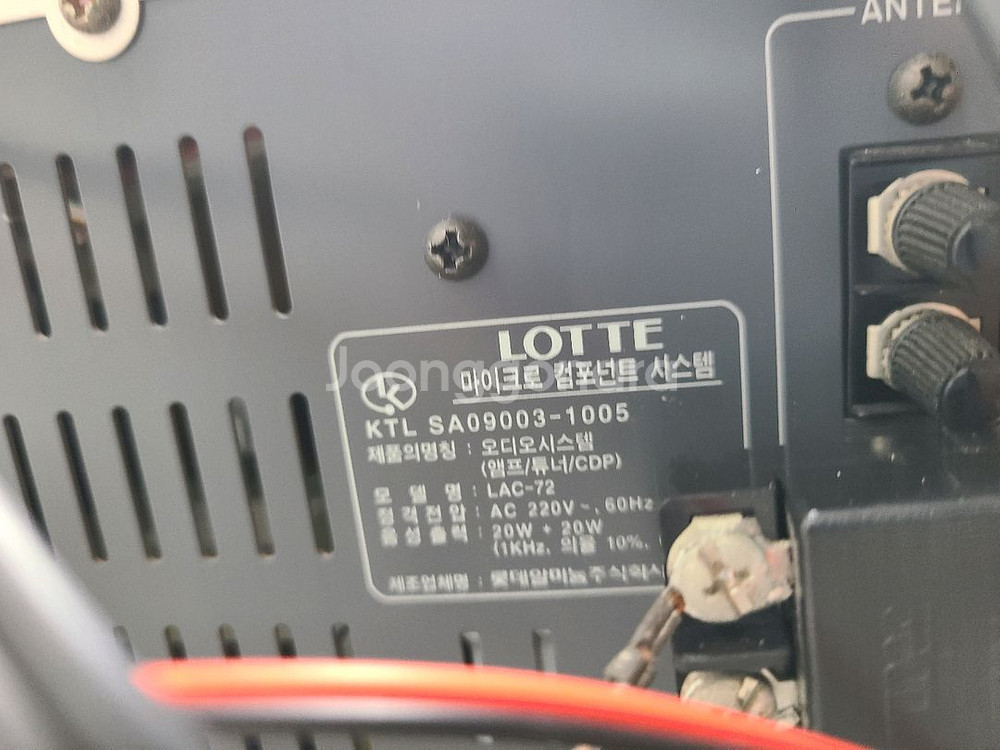 ANTE
LOTTE
마이크로 컴포넌트 시스템
Joonggonara
KTL SA09003-1005
제품의명칭 : 오디오시스템
(앰프/튜너/CDP)
모 델 명 : LAC-72
정격전압 : AC 220V~, 60Hz
음성출력 : 20W + 20W
(1KHz, 의율 10%.
제조업체명 : 롯데알미늄주식회사